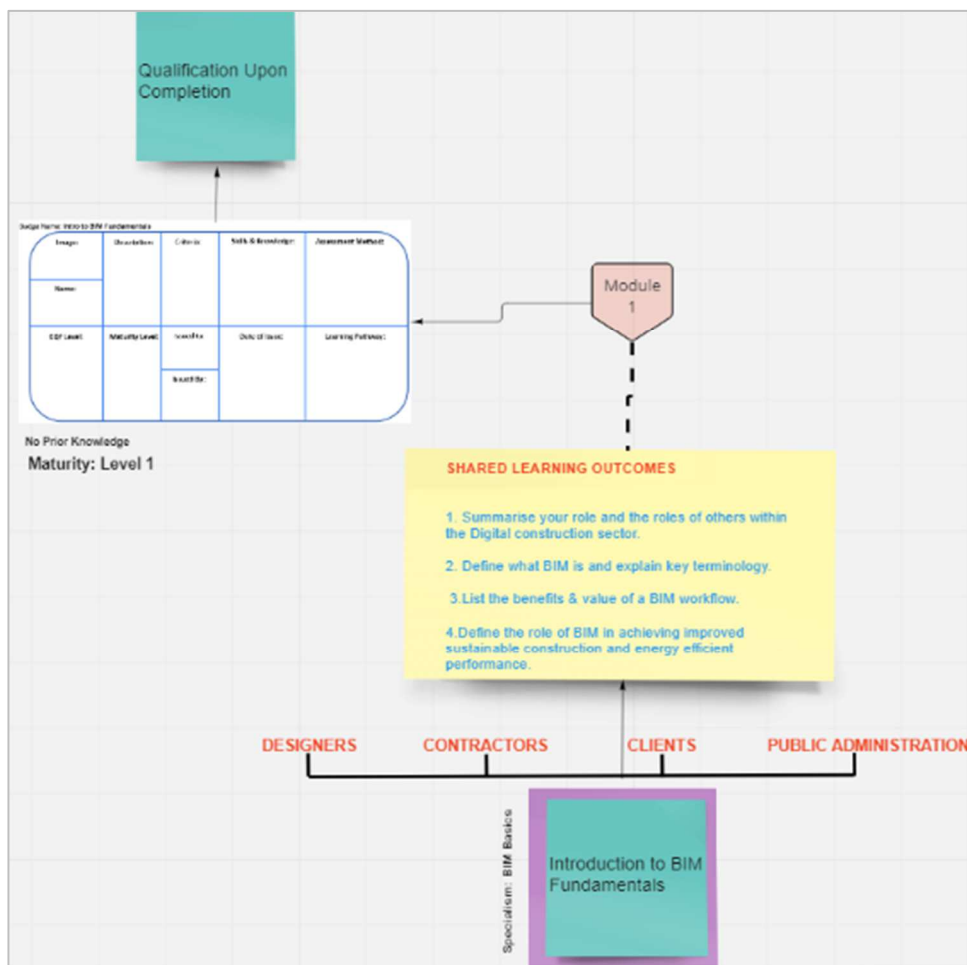 Qualification Upon
Completion
Badge Name: Intro to BIM Fundamentals
Image:
Description:
Criteria:
Skills & Knowledge:
Assessment Method:
Name:
EQF Level:
Maturity Level:
Issued to:
Date of Issue:
Learning Pathway:
Issued By:
Module
1
No Prior Knowledge
Maturity: Level 1
SHARED LEARNING OUTCOMES
1. Summarise your role and the roles of others within
the Digital construction sector.
2. Define what BIM is and explain key terminology.
3.List the benefits & value of a BIM workflow.
4.Define the role of BIM in achieving improved
sustainable construction and energy efficient
performance.
DESIGNERS
CONTRACTORS
CLIENTS
PUBLIC ADMINISTRATION
Specialism: BIM Basics
Introduction to BIM
Fundamentals